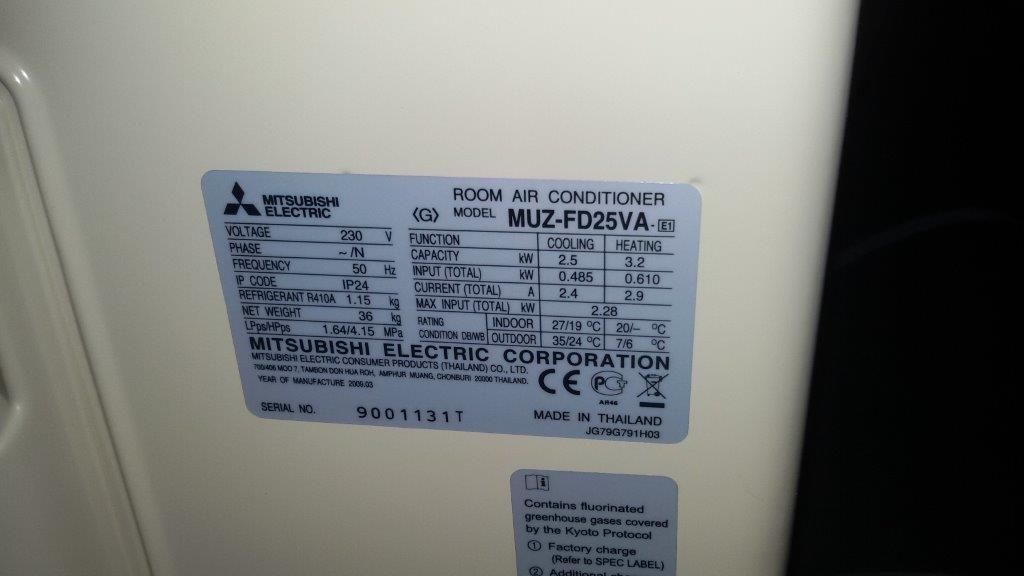 MITSUBISHI
ELECTRIC
ROOM AIR CONDITIONER
⟨G⟩ MODEL MUZ-FD25VA-E1
VOLTAGE 230 V
PHASE ~/N
FREQUENCY 50 Hz
IP CODE IP24
REFRIGERANT R410A 1.15 kg
NET WEIGHT 36 kg
LPps/HPps 1.64/4.15 MPa
FUNCTION COOLING HEATING
CAPACITY kW 2.5 3.2
INPUT (TOTAL) kW 0.485 0.610
CURRENT (TOTAL) A 2.4 2.9
MAX INPUT (TOTAL) kW 2.28
RATING INDOOR 27/19 °C 20/– °C
CONDITION DB/WB OUTDOOR 35/24 °C 7/6 °C
MITSUBISHI ELECTRIC CORPORATION
MITSUBISHI ELECTRIC CONSUMER PRODUCTS (THAILAND) CO., LTD.
700/406 MOO 7, TAMBON DON HUA ROH, AMPHUR MUANG, CHONBURI 20000 THAILAND.
YEAR OF MANUFACTURE 2009.03
CE
АЯ46
SERIAL NO. 9001131T
MADE IN THAILAND
JG79G791H03
Contains fluorinated
greenhouse gases covered
by the Kyoto Protocol
① Factory charge
(Refer to SPEC LABEL)
② Additional